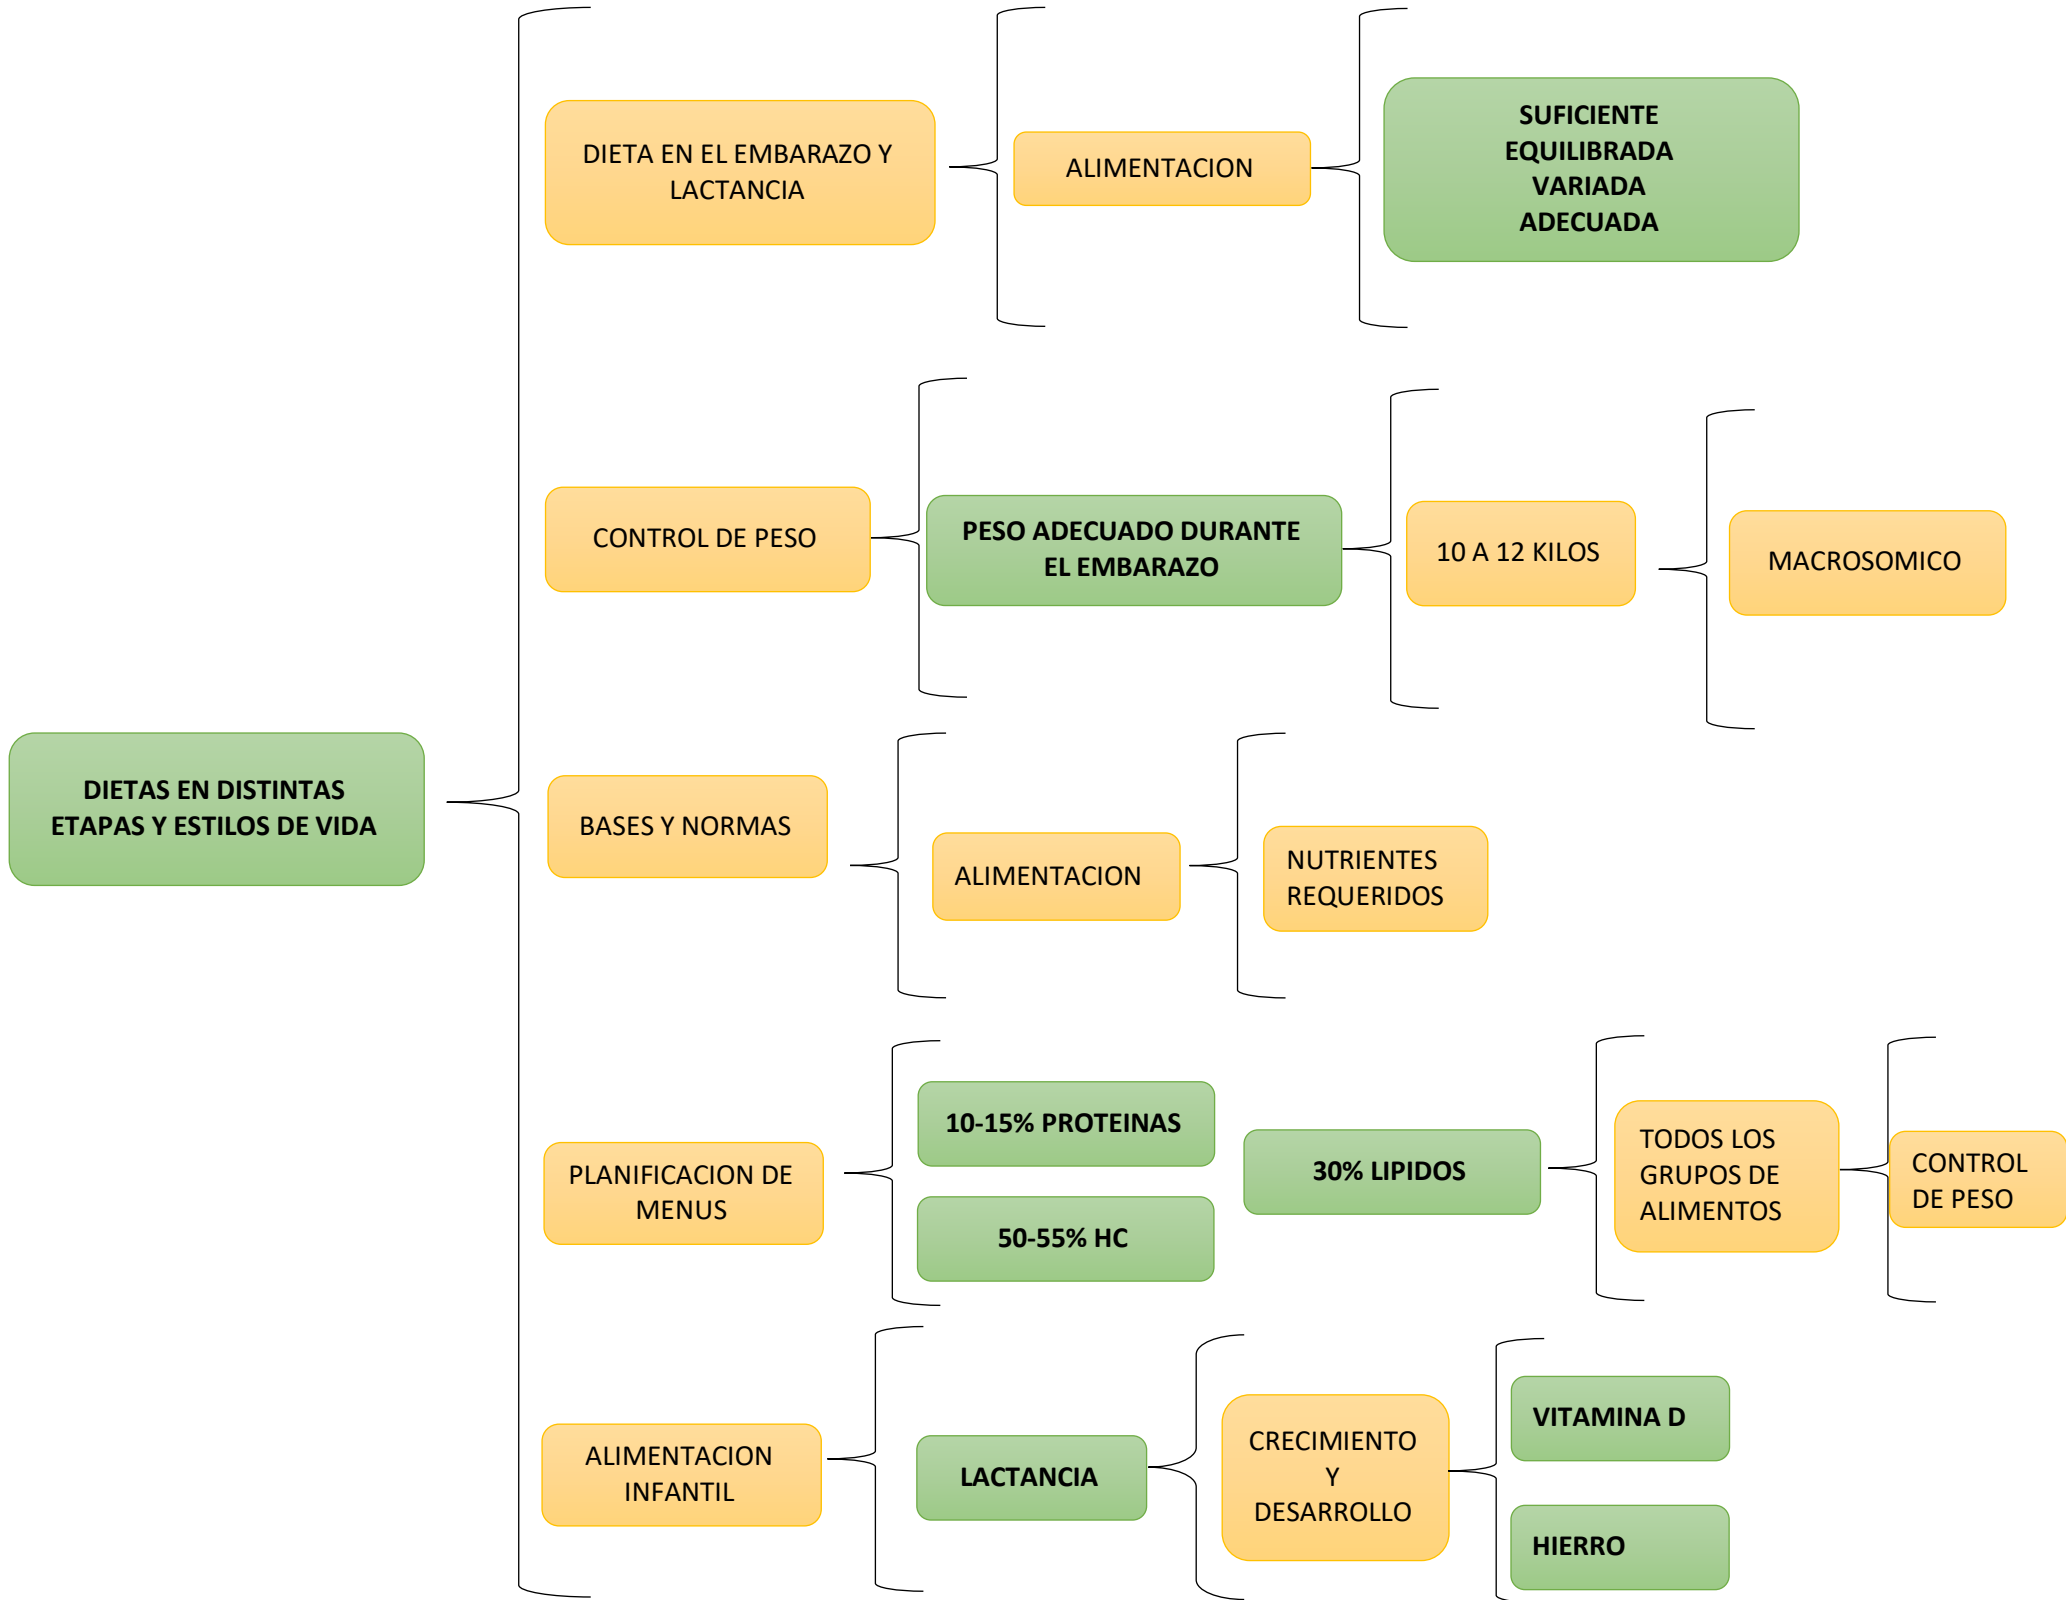 DIETAS EN DISTINTAS
ETAPAS Y ESTILOS DE VIDA
DIETA EN EL EMBARAZO Y
LACTANCIA
ALIMENTACION
SUFICIENTE
EQUILIBRADA
VARIADA
ADECUADA
CONTROL DE PESO
PESO ADECUADO DURANTE
EL EMBARAZO
10 A 12 KILOS
MACROSOMICO
BASES Y NORMAS
ALIMENTACION
NUTRIENTES
REQUERIDOS
PLANIFICACION DE
MENUS
10-15% PROTEINAS
50-55% HC
30% LIPIDOS
TODOS LOS
GRUPOS DE
ALIMENTOS
CONTROL
DE PESO
ALIMENTACION
INFANTIL
LACTANCIA
CRECIMIENTO
Y
DESARROLLO
VITAMINA D
HIERRO